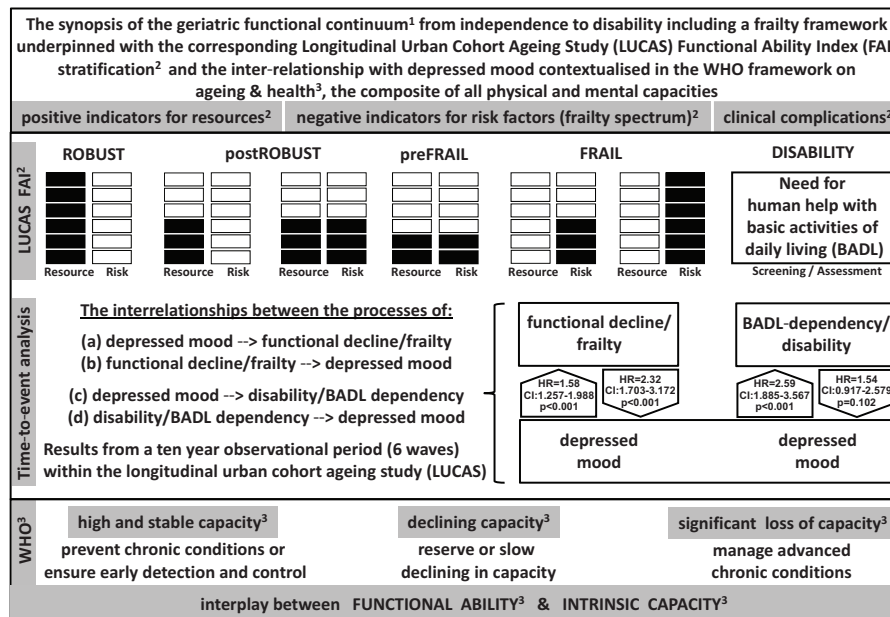 The synopsis of the geriatric functional continuum¹ from independence to disability including a frailty framework
underpinned with the corresponding Longitudinal Urban Cohort Ageing Study (LUCAS) Functional Ability Index (FAI
stratification² and the inter-relationship with depressed mood contextualised in the WHO framework on
ageing & health³, the composite of all physical and mental capacities
positive indicators for resources² negative indicators for risk factors (frailty spectrum)² clinical complications²
LUCAS FAI²
ROBUST postROBUST preFRAIL FRAIL DISABILITY
Need for
human help with
basic activities of
daily living (BADL)
Resource Risk Resource Risk Resource Risk Resource Risk Resource Risk Resource Risk Screening / Assessment
Time-to-event analysis
The interrelationships between the processes of:
(a) depressed mood --> functional decline/frailty
(b) functional decline/frailty --> depressed mood
(c) depressed mood --> disability/BADL dependency
(d) disability/BADL dependency --> depressed mood
Results from a ten year observational period (6 waves)
within the longitudinal urban cohort ageing study (LUCAS)
functional decline/
frailty
BADL-dependency/
disability
HR=1.58
CI:1.257-1.988
p<0.001
HR=2.32
CI:1.703-3.172
p<0.001
HR=2.59
CI:1.885-3.567
p<0.001
HR=1.54
CI:0.917-2.579
p=0.102
depressed
mood
depressed
mood
WHO³
high and stable capacity³
prevent chronic conditions or
ensure early detection and control
declining capacity³
reserve or slow
declining in capacity
significant loss of capacity³
manage advanced
chronic conditions
interplay between FUNCTIONAL ABILITY³ & INTRINSIC CAPACITY³